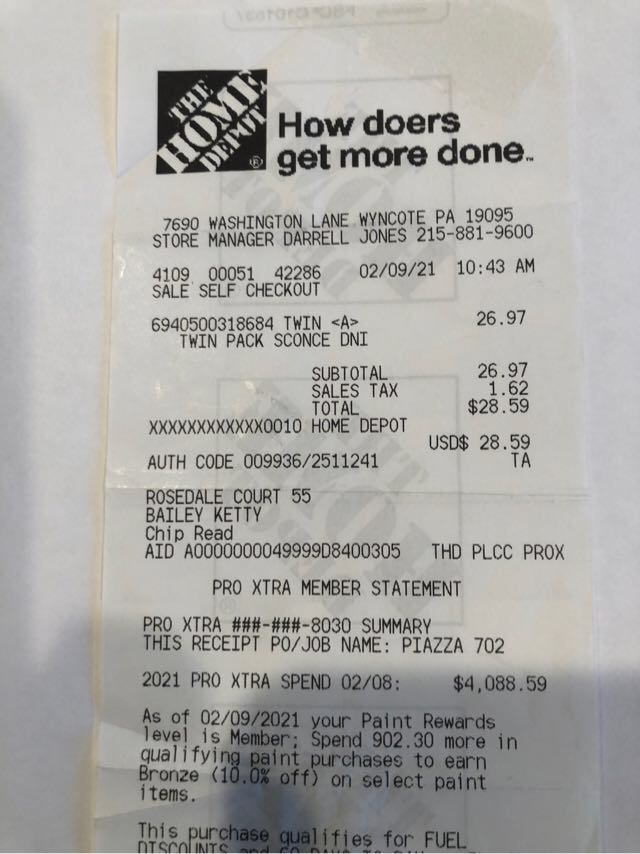 THE
HOME
DEPOT
®
How doers
get more done™
7690 WASHINGTON LANE WYNCOTE PA 19095
STORE MANAGER DARRELL JONES 215-881-9600
4109 00051 42286 02/09/21 10:43 AM
SALE SELF CHECKOUT
6940500318684 TWIN <A> 26.97
TWIN PACK SCONCE DNI
SUBTOTAL 26.97
SALES TAX 1.62
TOTAL $28.59
XXXXXXXXXXXX0010 HOME DEPOT
USD$ 28.59
AUTH CODE 009936/2511241 TA
ROSEDALE COURT 55
BAILEY KETTY
Chip Read
AID A0000000049999D8400305 THD PLCC PROX
PRO XTRA MEMBER STATEMENT
PRO XTRA ###-###-8030 SUMMARY
THIS RECEIPT PO/JOB NAME: PIAZZA 702
2021 PRO XTRA SPEND 02/08: $4,088.59
As of 02/09/2021 your Paint Rewards
level is Member; Spend 902.30 more in
qualifying paint purchases to earn
Bronze (10.0% off) on select paint
items.
This purchase qualifies for FUEL
DISCOUNTS and 60 DAYS TO